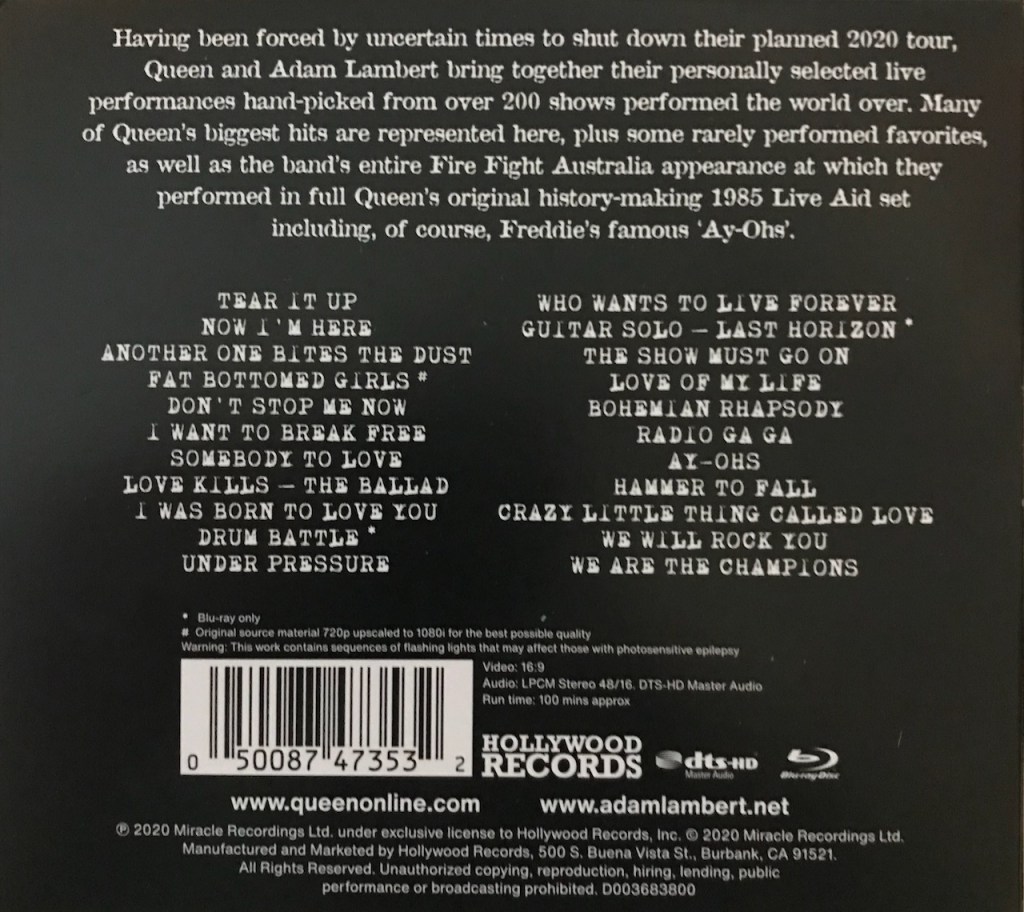 Having been forced by uncertain times to shut down their planned 2020 tour,
Queen and Adam Lambert bring together their personally selected live
performances hand-picked from over 200 shows performed the world over. Many
of Queen's biggest hits are represented here, plus some rarely performed favorites,
as well as the band's entire Fire Fight Australia appearance at which they
performed in full Queen's original history-making 1985 Live Aid set
including, of course, Freddie's famous 'Ay-Ohs'.
TEAR IT UP
NOW I'M HERE
ANOTHER ONE BITES THE DUST
FAT BOTTOMED GIRLS #
DON'T STOP ME NOW
I WANT TO BREAK FREE
SOMEBODY TO LOVE
LOVE KILLS – THE BALLAD
I WAS BORN TO LOVE YOU
DRUM BATTLE *
UNDER PRESSURE
WHO WANTS TO LIVE FOREVER
GUITAR SOLO – LAST HORIZON *
THE SHOW MUST GO ON
LOVE OF MY LIFE
BOHEMIAN RHAPSODY
RADIO GA GA
AY-OHS
HAMMER TO FALL
CRAZY LITTLE THING CALLED LOVE
WE WILL ROCK YOU
WE ARE THE CHAMPIONS
* Blu-ray only
# Original source material 720p upscaled to 1080i for the best possible quality
Warning: This work contains sequences of flashing lights that may affect those with photosensitive epilepsy
Video: 16:9
Audio: LPCM Stereo 48/16. DTS-HD Master Audio
Run time: 100 mins approx
0 50087 47353 2
HOLLYWOOD
RECORDS
dts-HD
Master Audio
Blu-ray Disc
www.queenonline.com
www.adamlambert.net
℗ 2020 Miracle Recordings Ltd. under exclusive license to Hollywood Records, Inc. © 2020 Miracle Recordings Ltd.
Manufactured and Marketed by Hollywood Records, 500 S. Buena Vista St., Burbank, CA 91521.
All Rights Reserved. Unauthorized copying, reproduction, hiring, lending, public
performance or broadcasting prohibited. D003683800